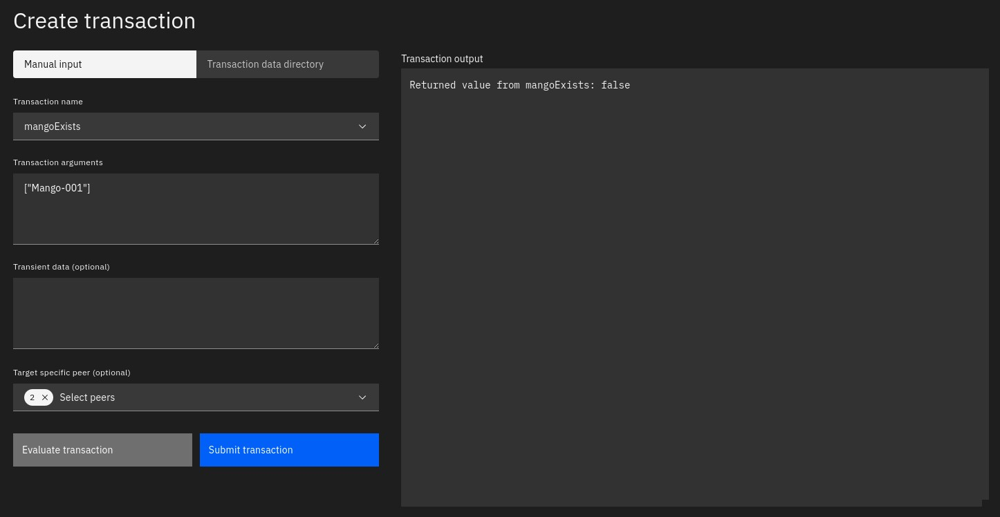 Create transaction
Manual input
Transaction data directory
Transaction name
mangoExists
Transaction arguments
["Mango-001"]
Transient data (optional)
Target specific peer (optional)
2 × Select peers
Evaluate transaction
Submit transaction
Transaction output
Returned value from mangoExists: false